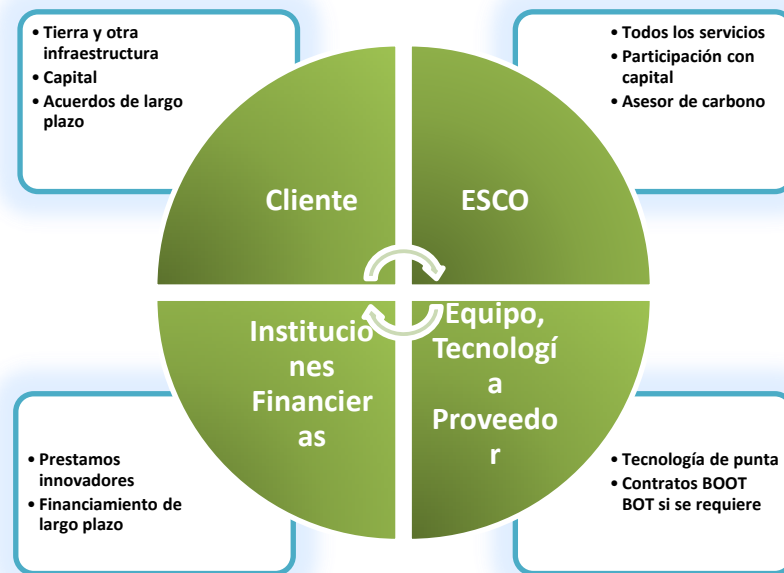 • Tierra y otra
infraestructura
• Capital
• Acuerdos de largo
plazo
• Todos los servicios
• Participación con
capital
• Asesor de carbono
Cliente
ESCO
Institucio
nes
Financier
as
Equipo,
Tecnologí
a
Proveedo
r
• Prestamos
innovadores
• Financiamiento de
largo plazo
• Tecnología de punta
• Contratos BOOT
BOT si se requiere